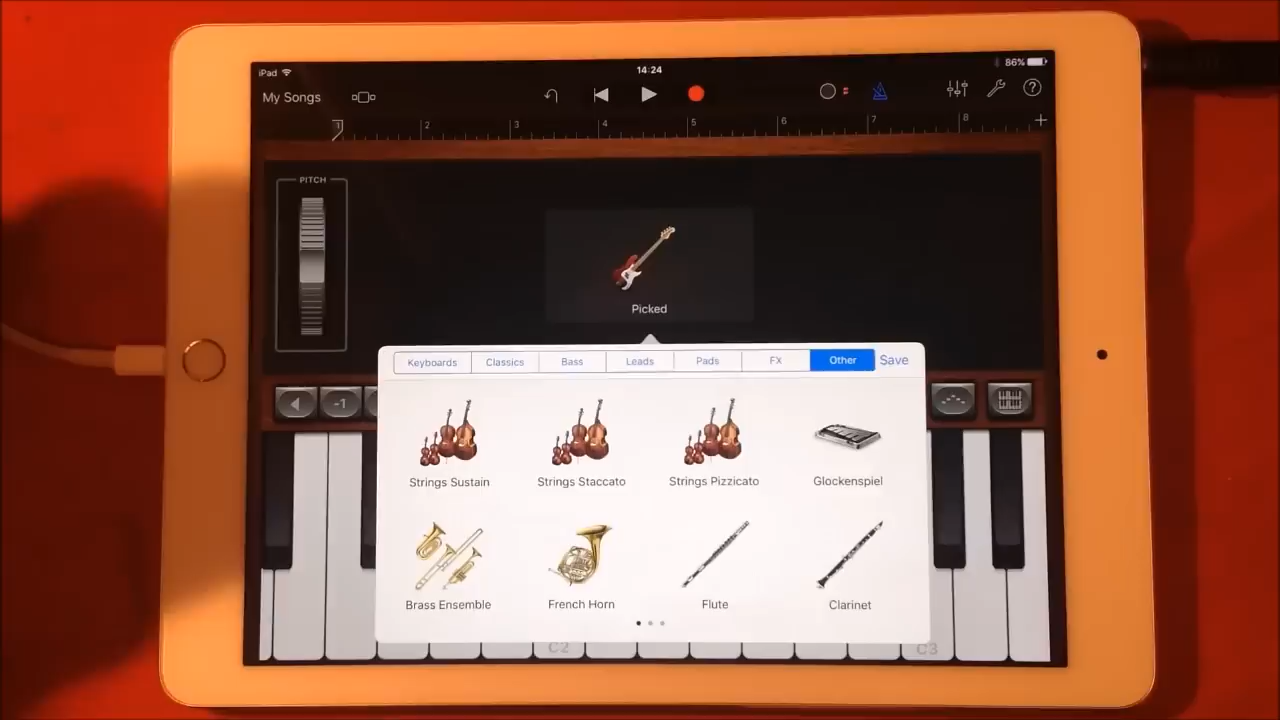 iPad 14:24 86%
My Songs
1 2 3 4 5 6 7 8 +
PITCH
Picked
Keyboards Classics Bass Leads Pads FX Other Save
-1
Strings Sustain Strings Staccato Strings Pizzicato Glockenspiel
Brass Ensemble French Horn Flute Clarinet
C2 C3